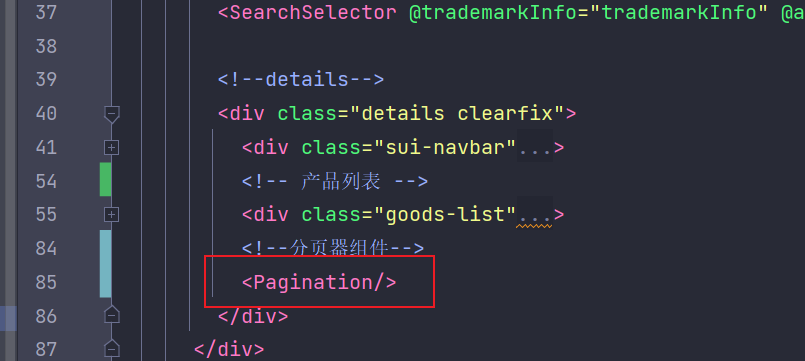 37 <SearchSelector @trademarkInfo="trademarkInfo" @a
38
39 <!--details-->
40 <div class="details clearfix">
41 <div class="sui-navbar"...>
54 <!-- 产品列表 -->
55 <div class="goods-list"...>
84 <!--分页器组件-->
85 <Pagination/>
86 </div>
87 </div>